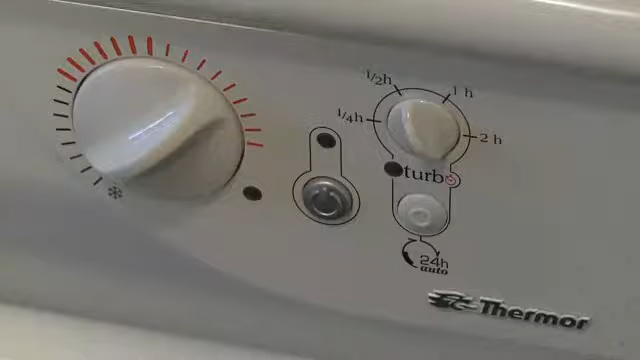 1/2h
1 h
1/4h
2 h
turbo
24h
auto
Thermor